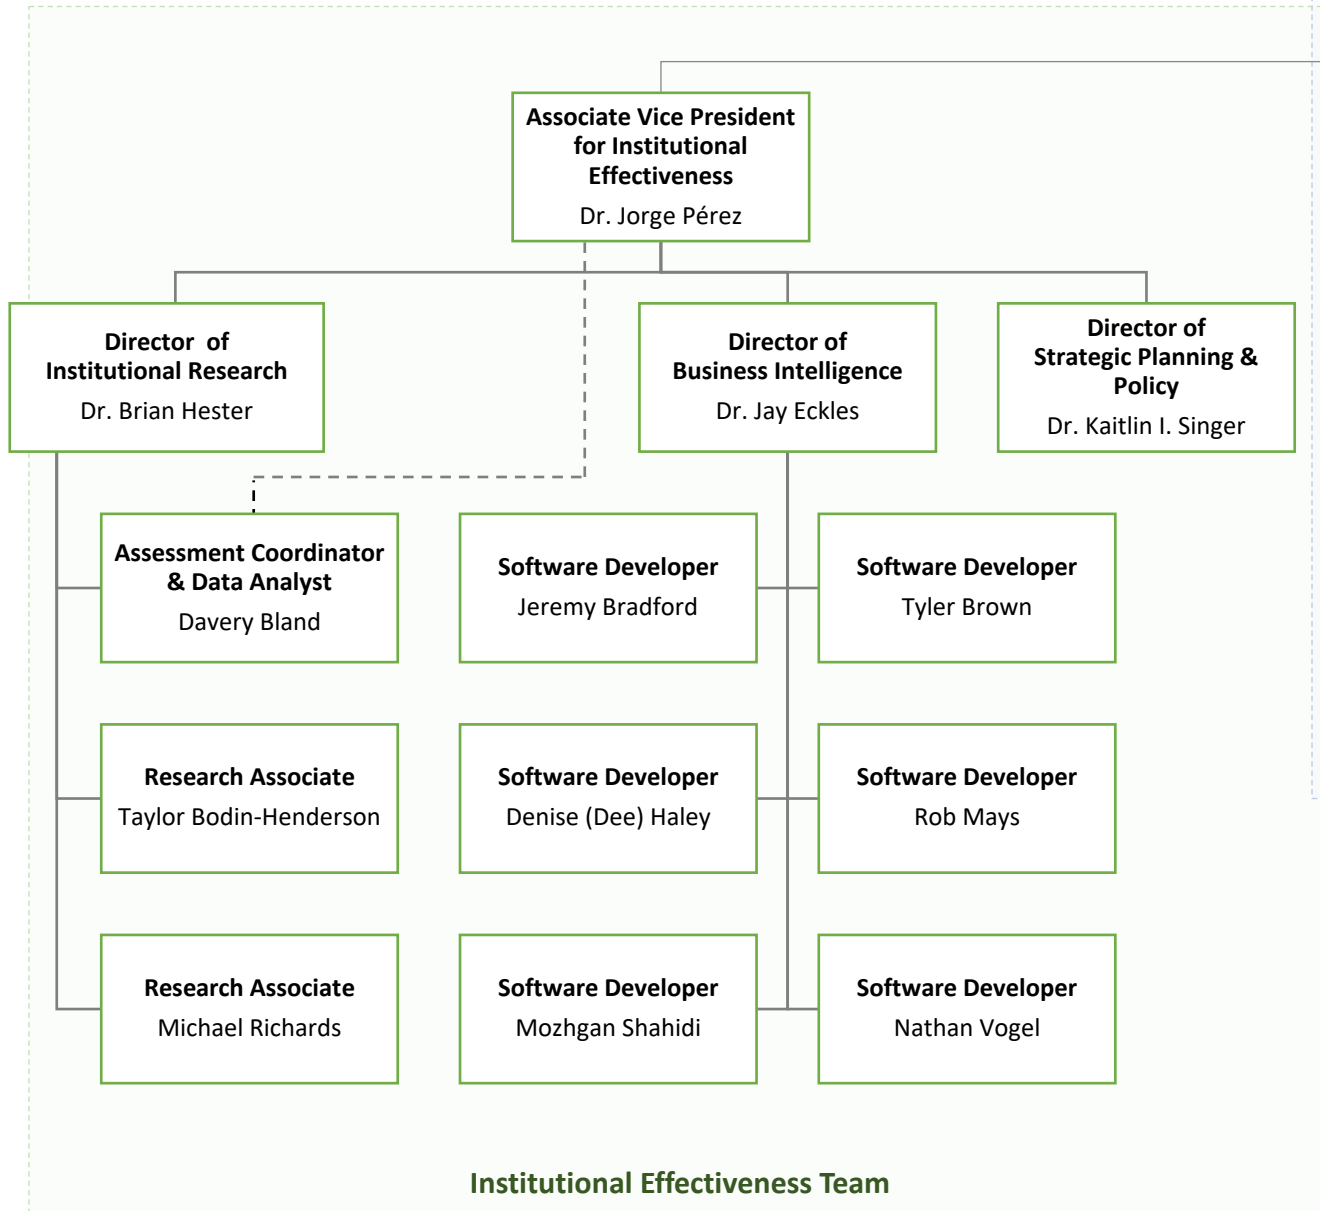 Associate Vice President
for Institutional
Effectiveness
Dr. Jorge Pérez
Director of
Institutional Research
Dr. Brian Hester
Director of
Business Intelligence
Dr. Jay Eckles
Director of
Strategic Planning &
Policy
Dr. Kaitlin I. Singer
Assessment Coordinator
& Data Analyst
Davery Bland
Software Developer
Jeremy Bradford
Software Developer
Tyler Brown
Research Associate
Taylor Bodin-Henderson
Software Developer
Denise (Dee) Haley
Software Developer
Rob Mays
Research Associate
Michael Richards
Software Developer
Mozhgan Shahidi
Software Developer
Nathan Vogel
Institutional Effectiveness Team